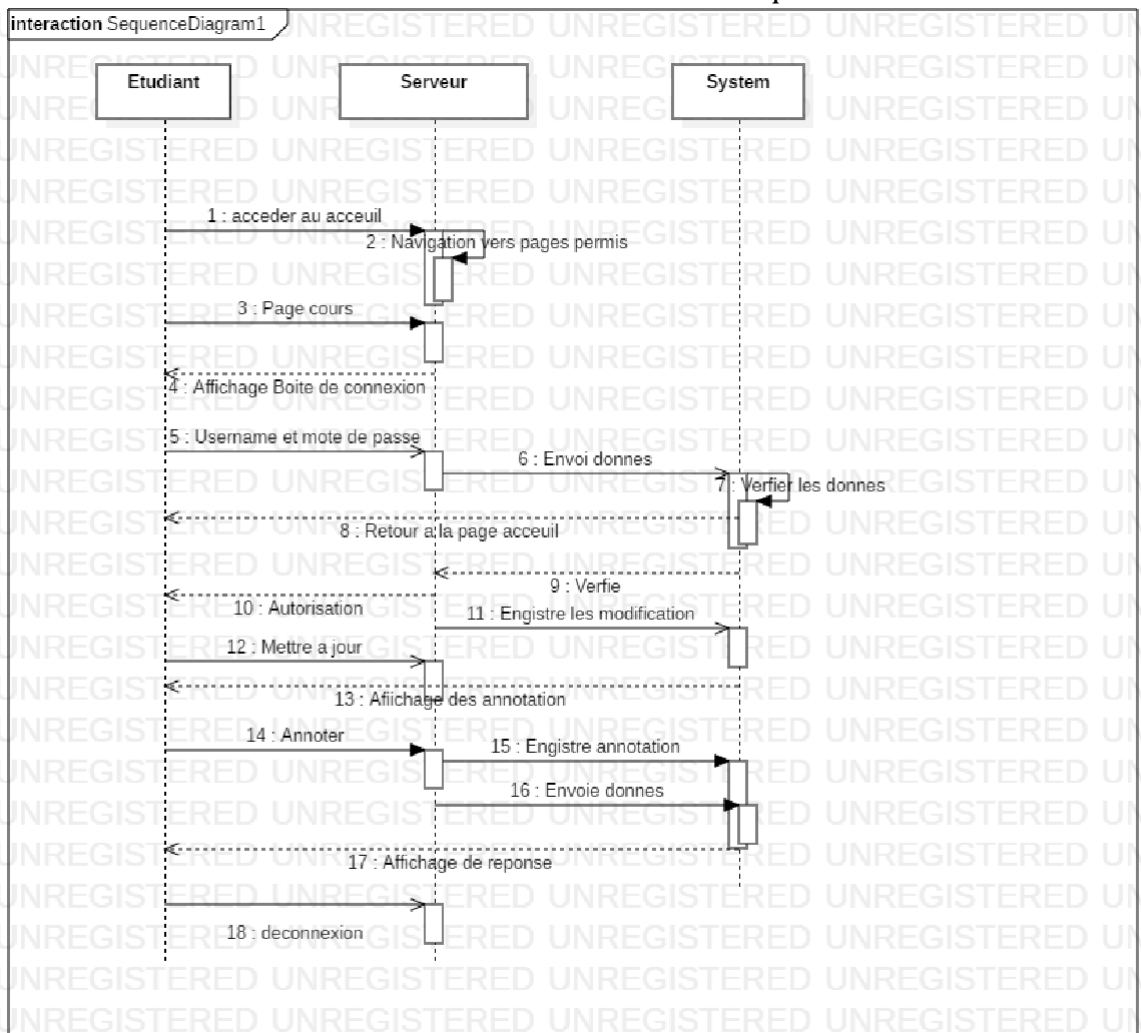 interaction SequenceDiagram1
Etudiant
Serveur
System
1 : acceder au acceuil
2 : Navigation vers pages permis
3 : Page cours
4 : Affichage Boite de connexion
5 : Username et mote de passe
6 : Envoi donnes
7 : Verfier les donnes
8 : Retour a la page acceuil
9 : Verfie
10 : Autorisation
11 : Engistre les modification
12 : Mettre a jour
13 : Afiichage des annotation
14 : Annoter
15 : Engistre annotation
16 : Envoie donnes
17 : Affichage de reponse
18 : deconnexion
UNREGISTERED